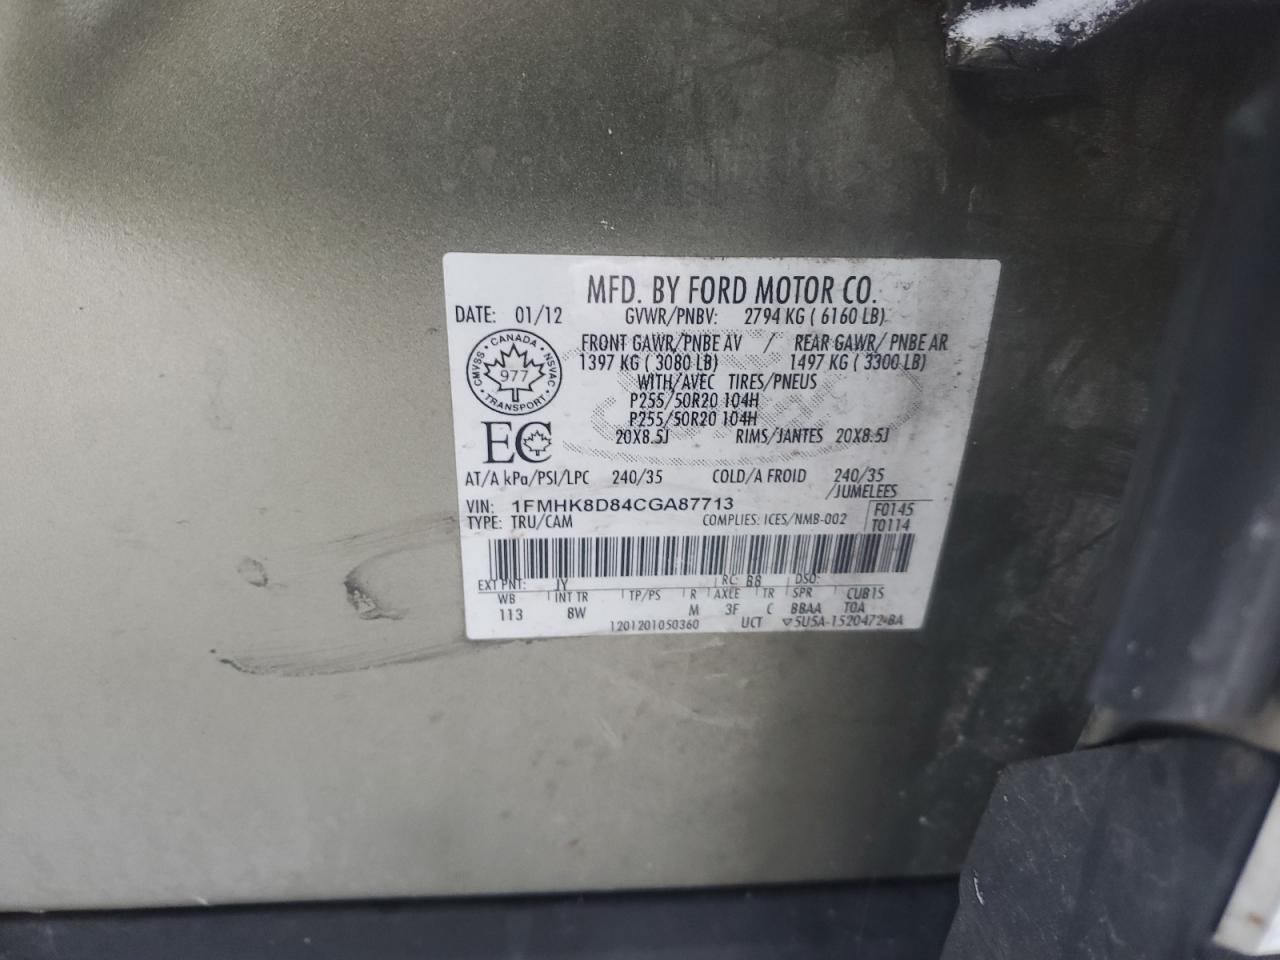 MFD. BY FORD MOTOR CO.
DATE: 01/12
GVWR/PNBV: 2794 KG ( 6160 LB)
FRONT GAWR/PNBE AV / REAR GAWR/ PNBE AR
1397 KG ( 3080 LB) 1497 KG ( 3300 LB)
WITH/AVEC TIRES/PNEUS
P255/50R20 104H
P255/50R20 104H
20X8.5J RIMS/JANTES 20X8.5J
CANADA
CMVSS NSVAC
977
TRANSPORT
EC
AT/A kPa/PSI/LPC 240/35 COLD/A FROID 240/35
/JUMELEES
VIN: 1FMHK8D84CGA87713
F0145
TYPE: TRU/CAM COMPLIES: ICES/NMB-002
T0114
EXT PNT: JY RC: B8 DSO:
WB INT TR TP/PS R AXLE TR SPR CUB1S
113 8W M 3F C BBAA TOA
1201201050360 UCT ▽5U5A-1520472-BA